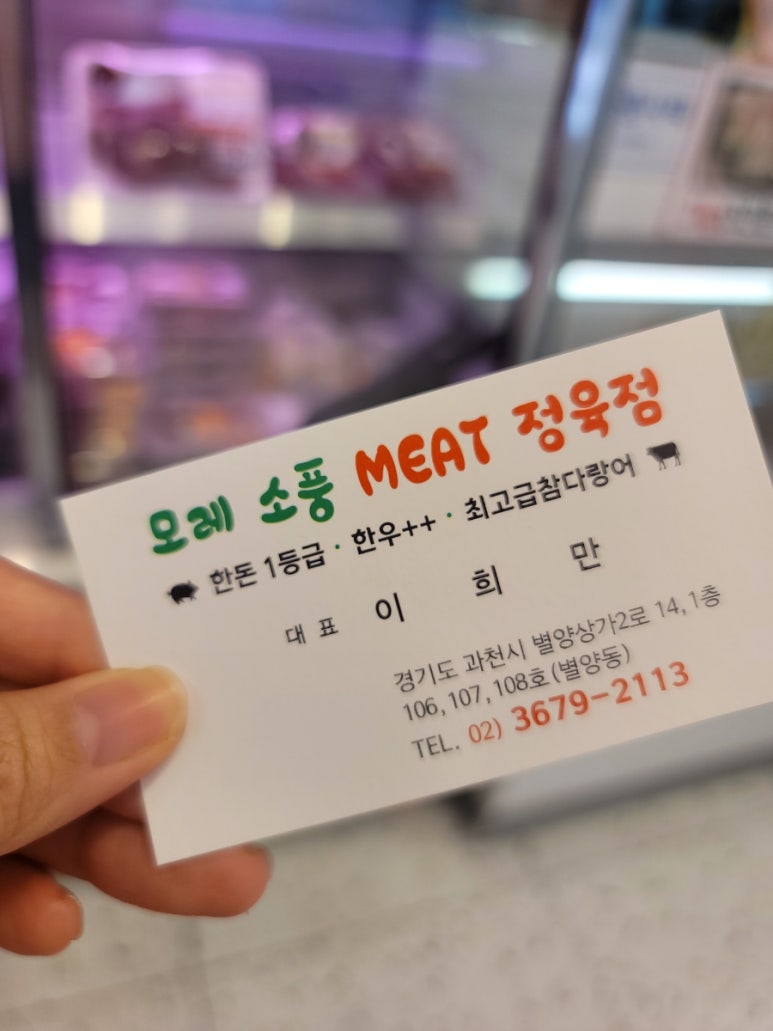 모레 소풍 MEAT 정육점
한돈 1등급 · 한우++ · 최고급참다랑어
대 표 이 희 만
경기도 과천시 별양상가2로 14, 1층
106, 107, 108호 (별양동)
TEL. 02) 3679-2113